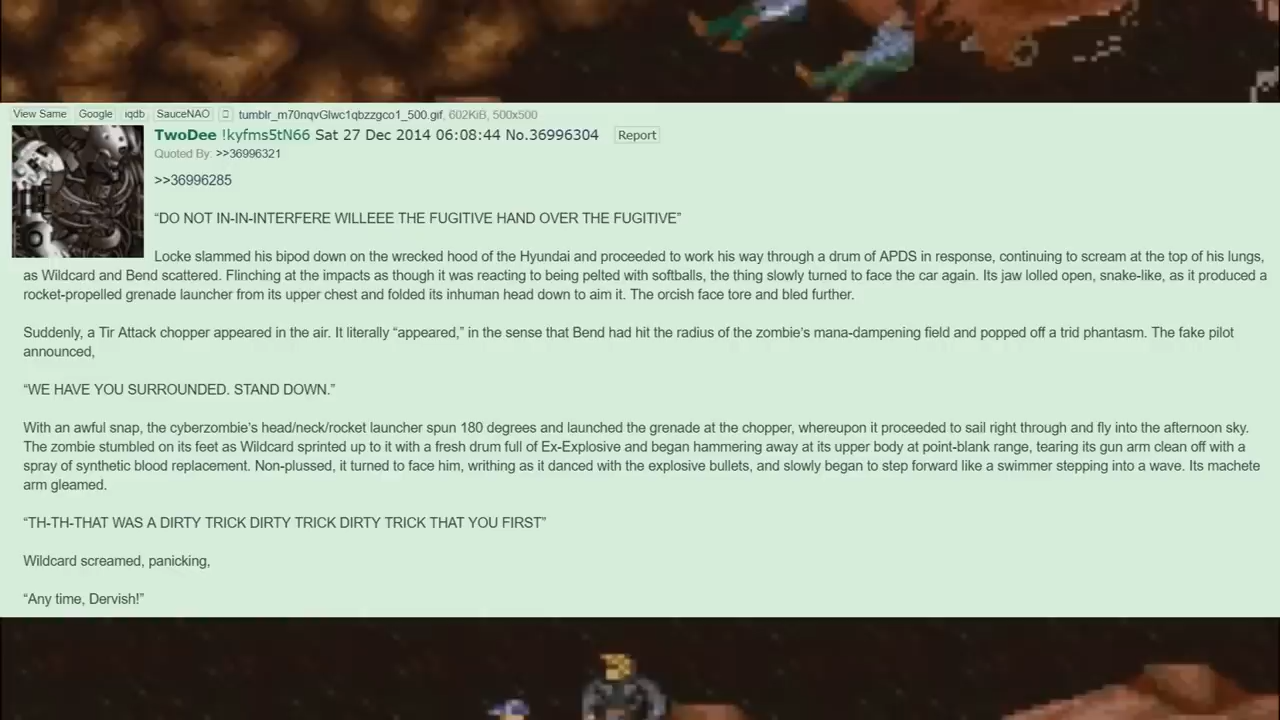 View Same Google iqdb SauceNAO tumblr_m70nqvGlwc1qbzzgco1_500.gif, 602KiB, 500x500
TwoDee !kyfms5tN66 Sat 27 Dec 2014 06:08:44 No.36996304 Report
Quoted By: >>36996321
>>36996285
“DO NOT IN-IN-INTERFERE WILLEEE THE FUGITIVE HAND OVER THE FUGITIVE”
Locke slammed his bipod down on the wrecked hood of the Hyundai and proceeded to work his way through a drum of APDS in response, continuing to scream at the top of his lungs,
as Wildcard and Bend scattered. Flinching at the impacts as though it was reacting to being pelted with softballs, the thing slowly turned to face the car again. Its jaw lolled open, snake-like, as it produced a
rocket-propelled grenade launcher from its upper chest and folded its inhuman head down to aim it. The orcish face tore and bled further.
Suddenly, a Tir Attack chopper appeared in the air. It literally “appeared,” in the sense that Bend had hit the radius of the zombie’s mana-dampening field and popped off a trid phantasm. The fake pilot
announced,
“WE HAVE YOU SURROUNDED. STAND DOWN.”
With an awful snap, the cyberzombie’s head/neck/rocket launcher spun 180 degrees and launched the grenade at the chopper, whereupon it proceeded to sail right through and fly into the afternoon sky.
The zombie stumbled on its feet as Wildcard sprinted up to it with a fresh drum full of Ex-Explosive and began hammering away at its upper body at point-blank range, tearing its gun arm clean off with a
spray of synthetic blood replacement. Non-plussed, it turned to face him, writhing as it danced with the explosive bullets, and slowly began to step forward like a swimmer stepping into a wave. Its machete
arm gleamed.
“TH-TH-THAT WAS A DIRTY TRICK DIRTY TRICK DIRTY TRICK THAT YOU FIRST”
Wildcard screamed, panicking,
“Any time, Dervish!”